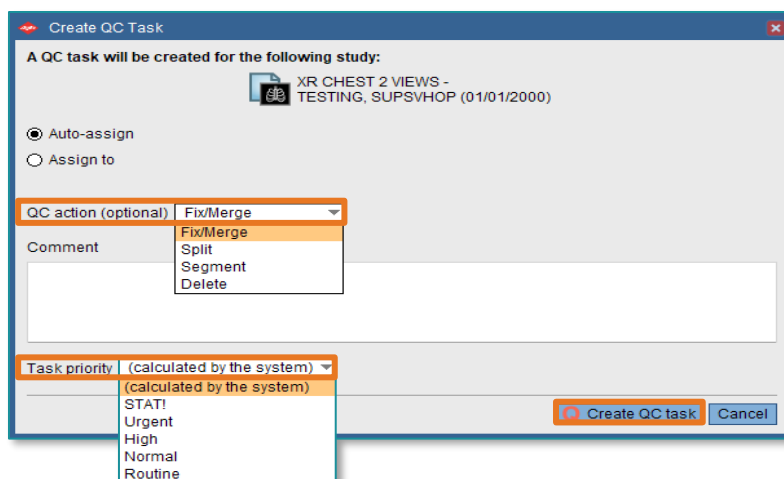 Create QC Task
A QC task will be created for the following study:
XR CHEST 2 VIEWS -
TESTING, SUPSVHOP (01/01/2000)
Auto-assign
Assign to
QC action (optional) Fix/Merge
Fix/Merge
Split
Segment
Delete
Comment
Task priority (calculated by the system)
(calculated by the system)
STAT!
Urgent
High
Normal
Routine
Create QC task Cancel